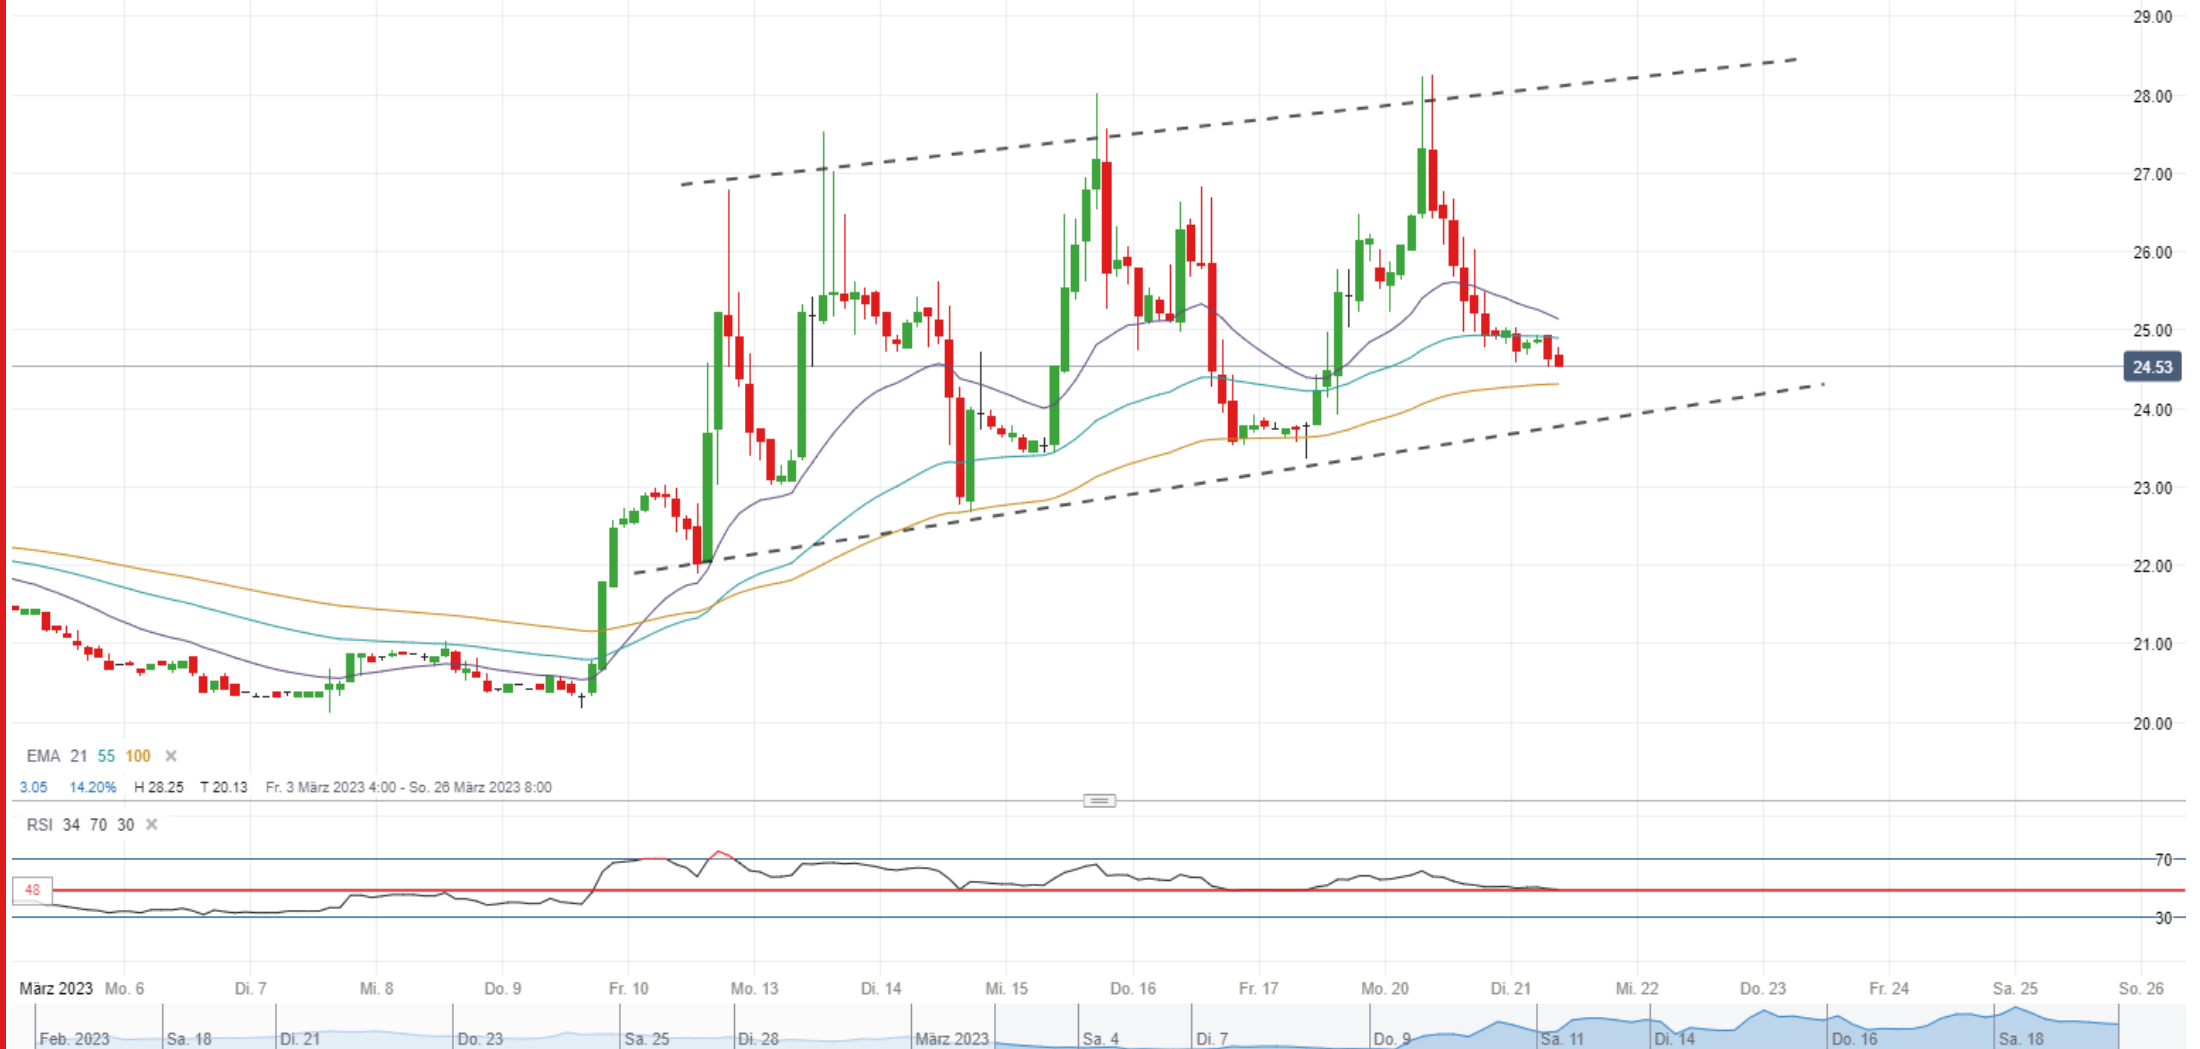 29.00
28.00
27.00
26.00
25.00
24.53
24.00
23.00
22.00
21.00
20.00
EMA 21 55 100
3.05 14.20% H 28.25 T 20.13 Fr. 3 März 2023 4:00 - So. 26 März 2023 8:00
RSI 34 70 30
70
48
30
März 2023 Mo. 6 Di. 7 Mi. 8 Do. 9 Fr. 10 Mo. 13 Di. 14 Mi. 15 Do. 16 Fr. 17 Mo. 20 Di. 21 Mi. 22 Do. 23 Fr. 24 Sa. 25 So. 26
Feb. 2023 Sa. 18 Di. 21 Do. 23 Sa. 25 Di. 28 März 2023 Sa. 4 Di. 7 Do. 9 Sa. 11 Di. 14 Do. 16 Sa. 18